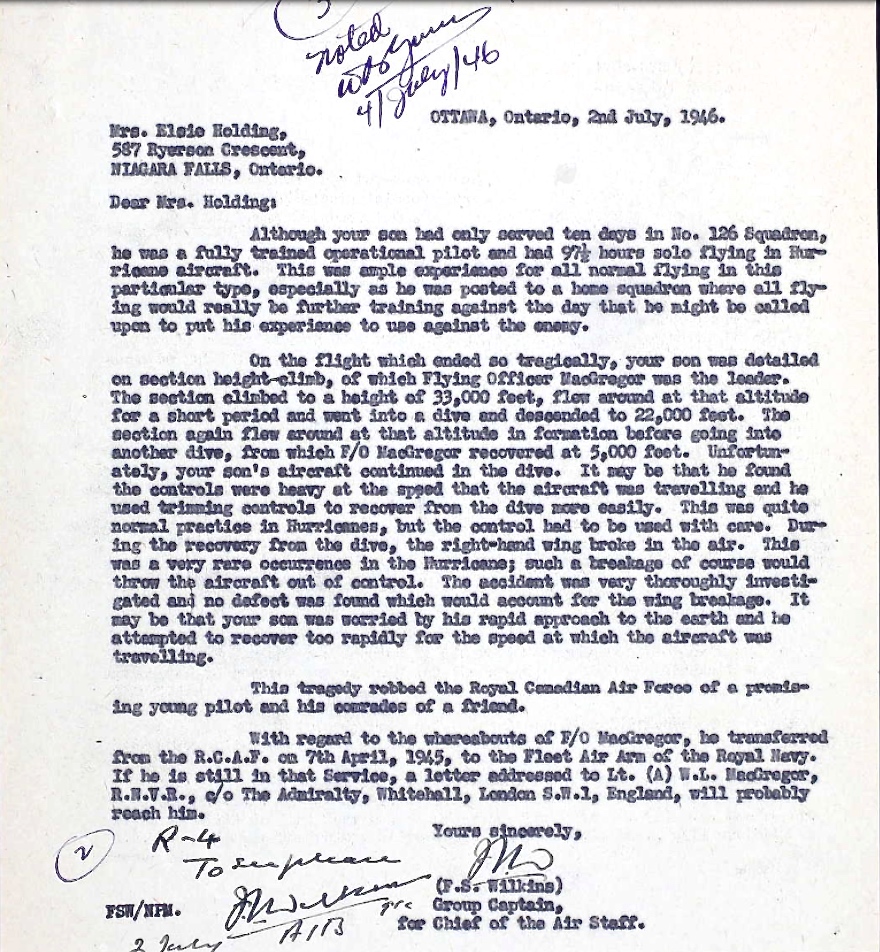 3
noted
4/July/46
OTTAWA, Ontario, 2nd July, 1946.
Mrs. Elsie Holding,
587 Ryerson Crescent,
NIAGARA FALLS, Ontario.
Dear Mrs. Holding:
Although your son had only served ten days in No. 126 Squadron,
he was a fully trained operational pilot and had 97½ hours solo flying in Hur-
ricane aircraft. This was ample experience for all normal flying in this
particular type, especially as he was posted to a home squadron where all fly-
ing would really be further training against the day that he might be called
upon to put his experience to use against the enemy.
On the flight which ended so tragically, your son was detailed
on section height-climb, of which Flying Officer MacGregor was the leader.
The section climbed to a height of 33,000 feet, flew around at that altitude
for a short period and went into a dive and descended to 22,000 feet. The
section again flew around at that altitude in formation before going into
another dive, from which F/O MacGregor recovered at 5,000 feet. Unfortun-
ately, your son's aircraft continued in the dive. It may be that he found
the controls were heavy at the speed that the aircraft was travelling and he
used trimming controls to recover from the dive more easily. This was quite
normal practice in Hurricanes, but the control had to be used with care. Dur-
ing the recovery from the dive, the right-hand wing broke in the air. This
was a very rare occurrence in the Hurricane; such a breakage of course would
throw the aircraft out of control. The accident was very thoroughly investi-
gated and no defect was found which would account for the wing breakage. It
may be that your son was worried by his rapid approach to the earth and he
attempted to recover too rapidly for the speed at which the aircraft was
travelling.
This tragedy robbed the Royal Canadian Air Force of a promis-
ing young pilot and his comrades of a friend.
With regard to the whereabouts of F/O MacGregor, he transferred
from the R.C.A.F. on 7th April, 1945, to the Fleet Air Arm of the Royal Navy.
If he is still in that Service, a letter addressed to Lt. (A) W.L. MacGregor,
R.N.V.R., c/o The Admiralty, Whitehall, London S.W.1, England, will probably
reach him.
Yours sincerely,
R-4
To see please
2
(F.S. Wilkins)
Group Captain,
for Chief of the Air Staff.
FSW/NPM.
AIB
2 July